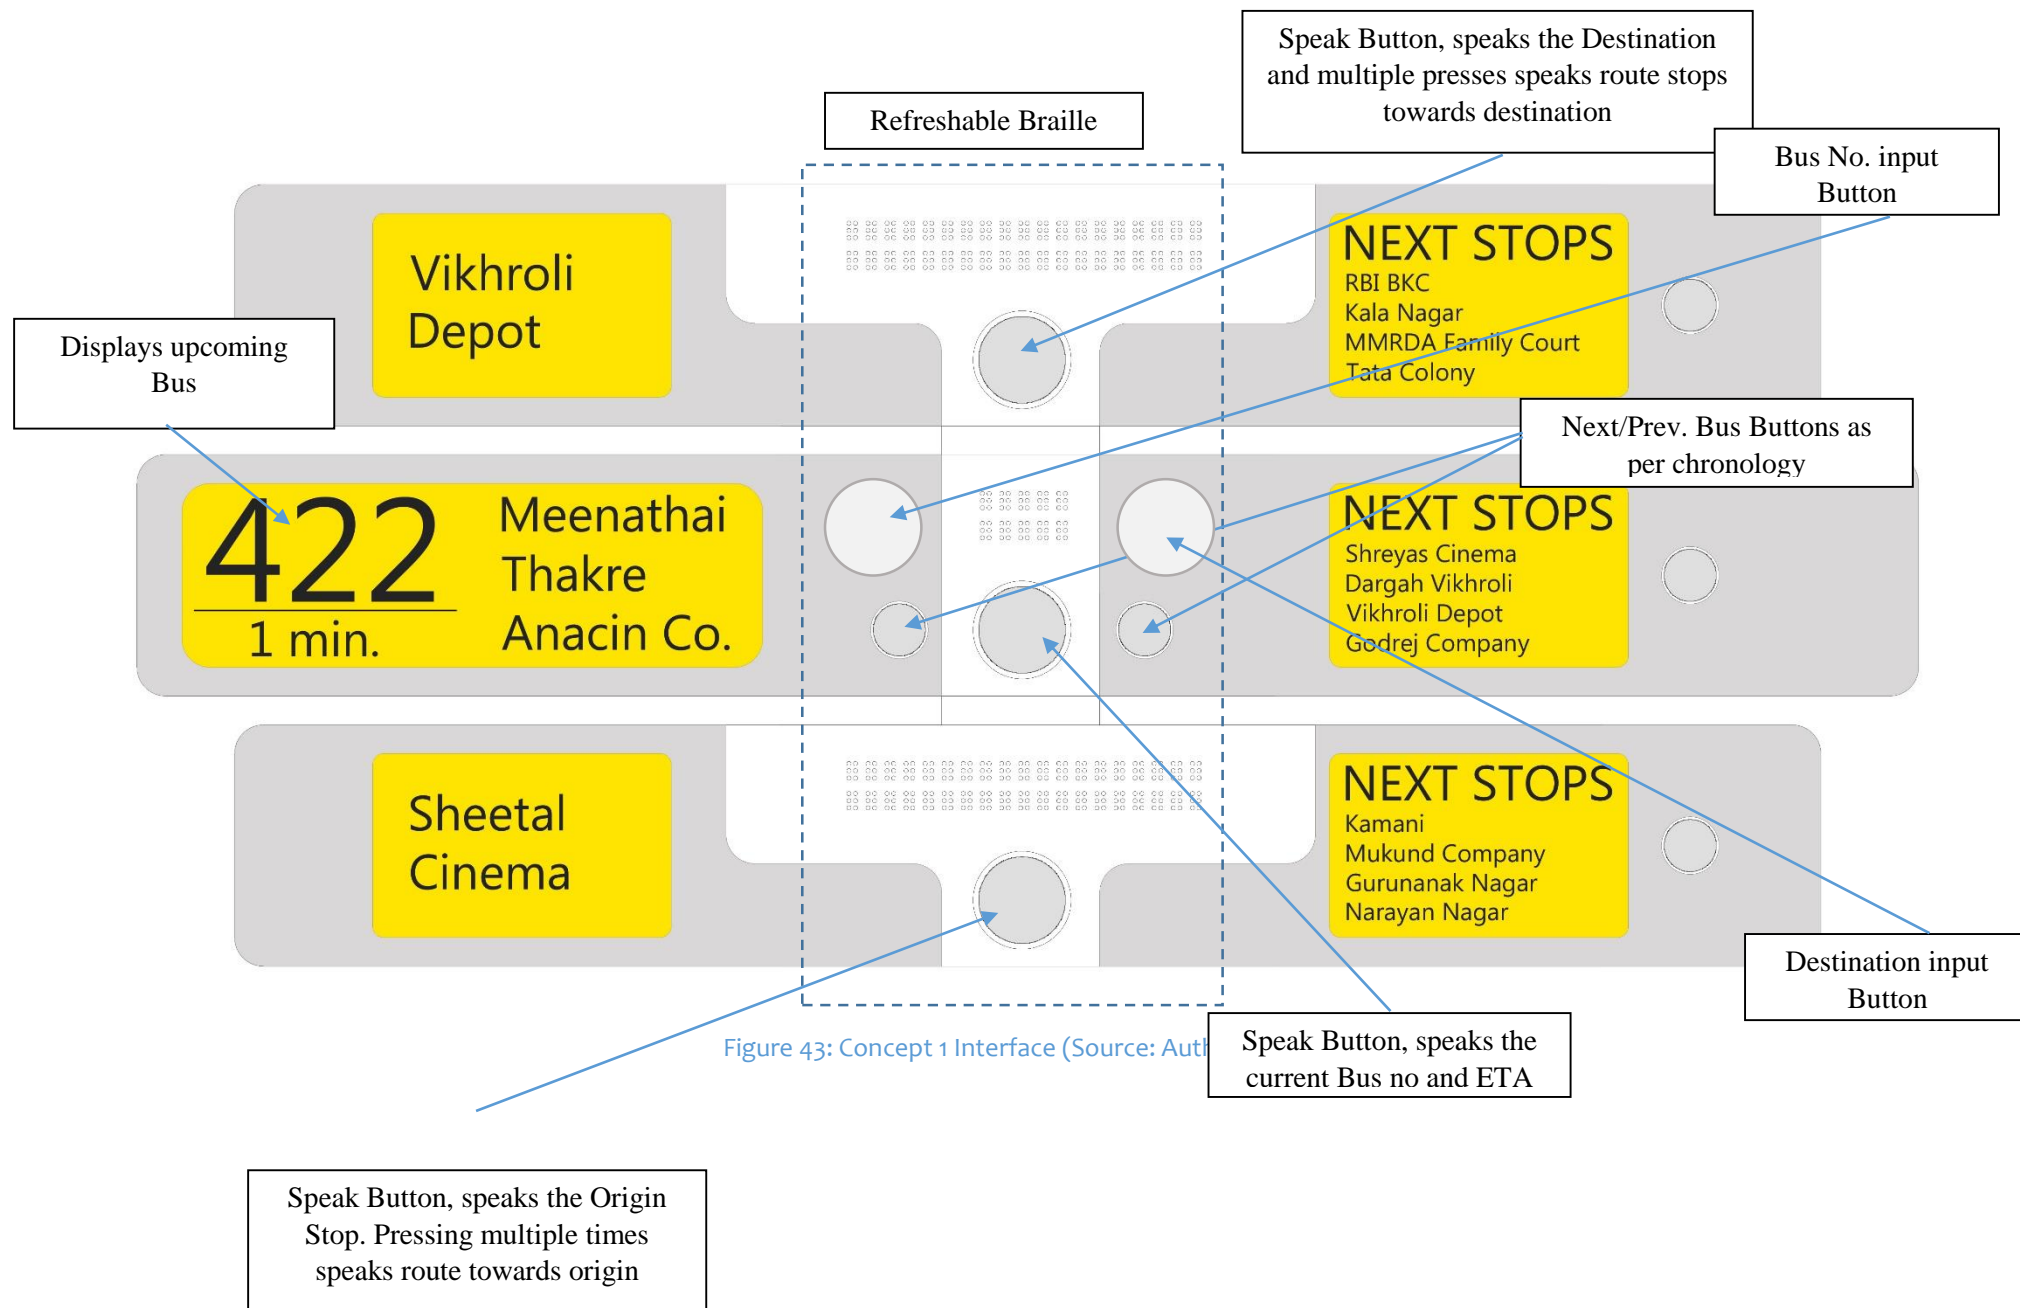 Speak Button, speaks the Destination
and multiple presses speaks route stops
towards destination
Refreshable Braille
Bus No. input
Button
Vikhroli
Depot
NEXT STOPS
RBI BKC
Kala Nagar
MMRDA Family Court
Tata Colony
Displays upcoming
Bus
Next/Prev. Bus Buttons as
per chronology
422
1 min.
Meenathai
Thakre
Anacin Co.
NEXT STOPS
Shreyas Cinema
Dargah Vikhroli
Vikhroli Depot
Godrej Company
Sheetal
Cinema
NEXT STOPS
Kamani
Mukund Company
Gurunanak Nagar
Narayan Nagar
Destination input
Button
Figure 43: Concept 1 Interface (Source:
Speak Button, speaks the
current Bus no and ETA
Speak Button, speaks the Origin
Stop. Pressing multiple times
speaks route towards origin